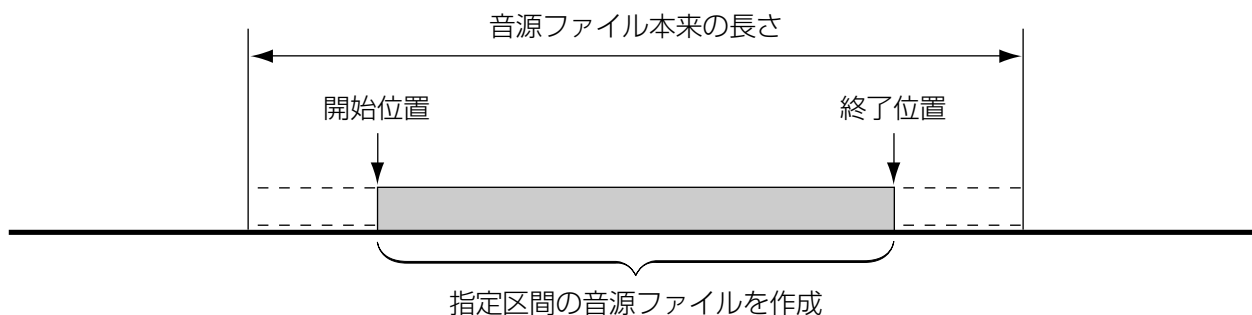 音源ファイル本来の長さ
開始位置
終了位置
指定区間の音源ファイルを作成